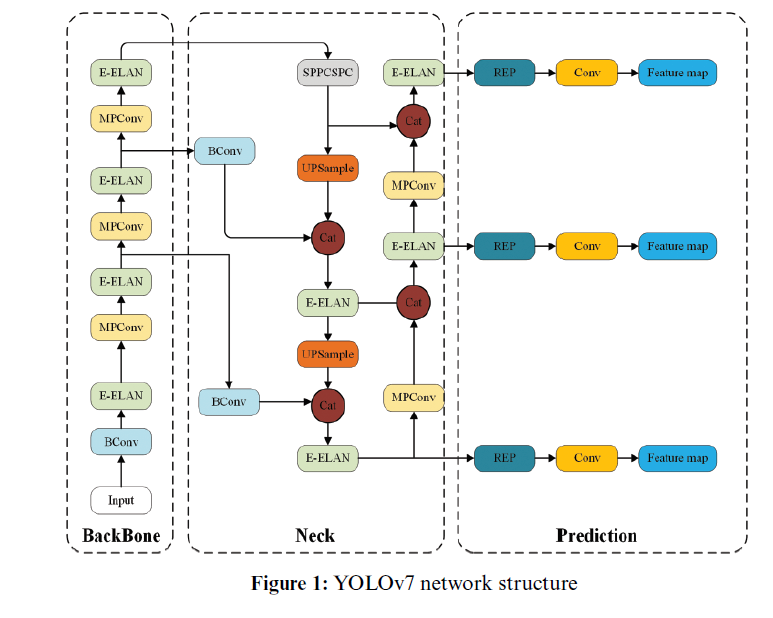 E-ELAN
MPConv
E-ELAN
MPConv
E-ELAN
MPConv
E-ELAN
BConv
Input
BackBone
SPPCSPC
BConv
UPSample
Cat
E-ELAN
UPSample
BConv
Cat
E-ELAN
E-ELAN
Cat
MPConv
E-ELAN
Cat
MPConv
Neck
REP
Conv
Feature map
REP
Conv
Feature map
REP
Conv
Feature map
Prediction
Figure 1: YOLOv7 network structure